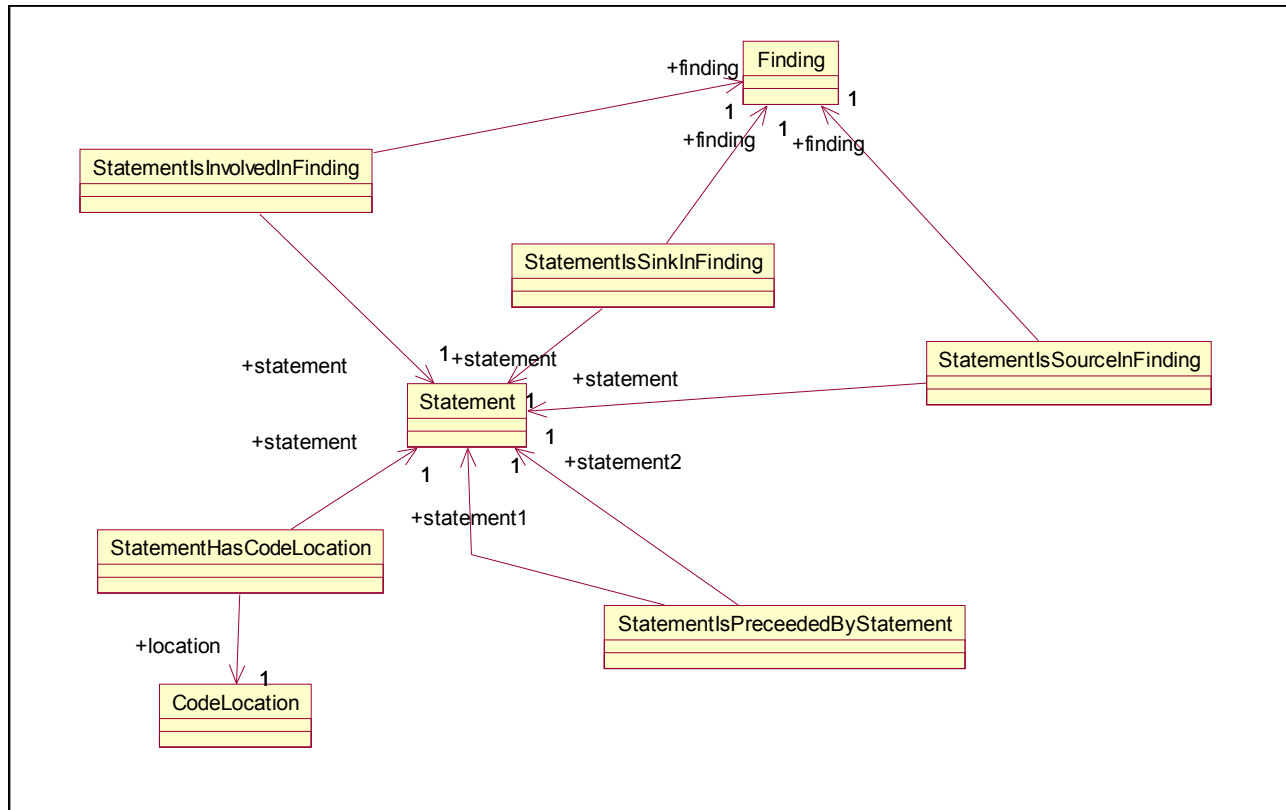 Finding
+finding
1
1
1
+finding
+finding
StatementIsInvolvedInFinding
StatementIsSinkInFinding
StatementIsSourceInFinding
1
+statement
+statement
+statement
Statement
1
1
+statement
1
1
+statement2
+statement1
StatementHasCodeLocation
StatementIsPreceededByStatement
+location
1
CodeLocation